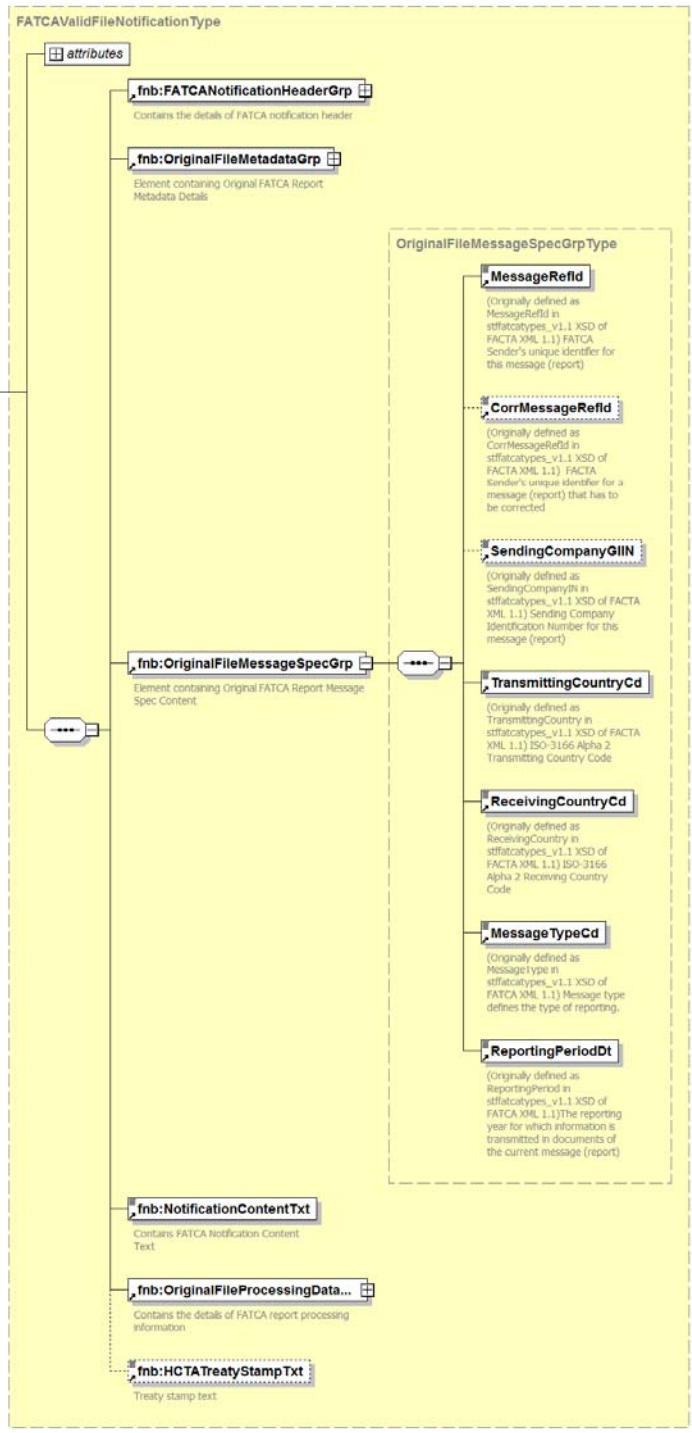 FATCAValidFileNotificationType
attributes
fnb:FATCANotificationHeaderGrp
Contains the details of FATCA notification header
fnb:OriginalFileMetadataGrp
Element containing Original FATCA Report
Metadata Details
OriginalFileMessageSpecGrpType
MessageRefId
(Originally defined as
MessageRefId in
stffatcatypes_v1.1 XSD of
FACTA XML 1.1) FATCA
Sender's unique identifier for
this message (report)
CorrMessageRefId
(Originally defined as
CorrMessageRefId in
stffatcatypes_v1.1 XSD of
FACTA XML 1.1)  FACTA
Sender's unique identifier for a
message (report) that has to
be corrected
SendingCompanyGIIN
(Originally defined as
SendingCompanyIN in
stffatcatypes_v1.1 XSD of FACTA
XML 1.1) Sending Company
Identification Number for this
message (report)
fnb:OriginalFileMessageSpecGrp
Element containing Original FATCA Report Message
Spec Content
TransmittingCountryCd
(Originally defined as
TransmittingCountry in
stffatcatypes_v1.1 XSD of FACTA
XML 1.1) ISO-3166 Alpha 2
Transmitting Country Code
ReceivingCountryCd
(Originally defined as
ReceivingCountry in
stffatcatypes_v1.1 XSD of
FACTA XML 1.1) ISO-3166
Alpha 2 Receiving Country
Code
MessageTypeCd
(Originally defined as
MessageType in
stffatcatypes_v1.1 XSD of
FATCA XML 1.1) Message type
defines the type of reporting.
ReportingPeriodDt
(Originally defined as
ReportingPeriod in
stffatcatypes_v1.1 XSD of
FATCA XML 1.1)The reporting
year for which information is
transmitted in documents of
the current message (report)
fnb:NotificationContentTxt
Contains FATCA Notification Content
Text
fnb:OriginalFileProcessingData...
Contains the details of FATCA report processing
information
fnb:HCTATreatyStampTxt
Treaty stamp text